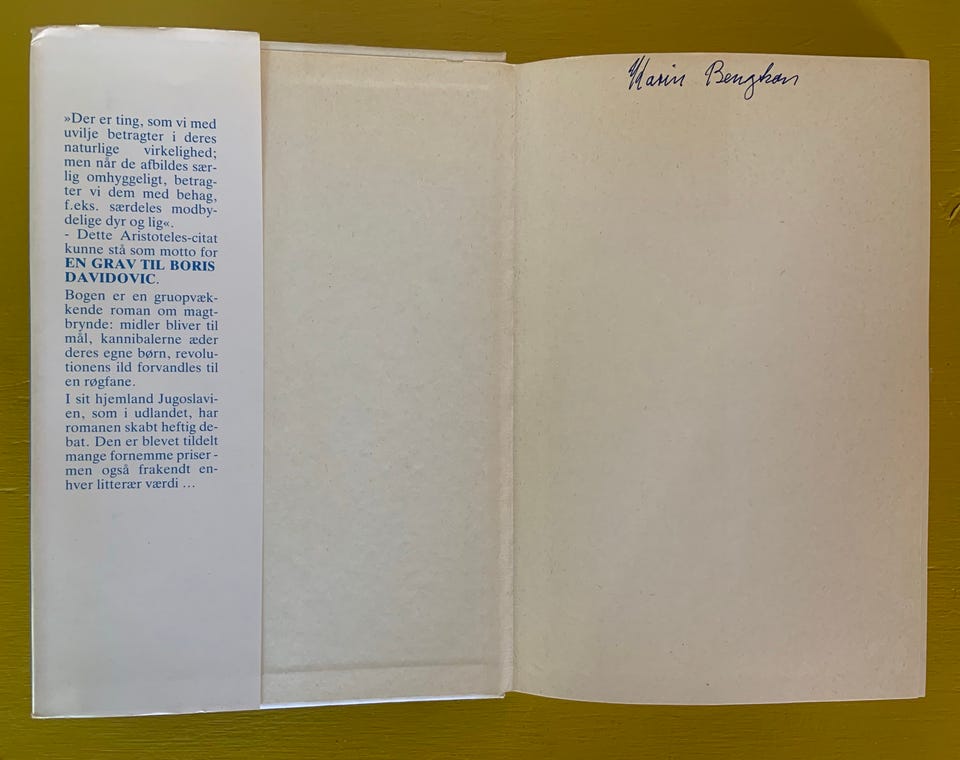 »Der er ting, som vi med
uvilje betragter i deres
naturlige virkelighed;
men når de afbildes sær-
lig omhyggeligt, betrag-
ter vi dem med behag,
f.eks. særdeles modby-
delige dyr og lig«.
- Dette Aristoteles-citat
kunne stå som motto for
EN GRAV TIL BORIS
DAVIDOVIC.
Bogen er en gruopvæk-
kende roman om magt-
brynde: midler bliver til
mål, kannibalerne æder
deres egne børn, revolu-
tionens ild forvandles til
en røgfane.
I sit hjemland Jugoslavi-
en, som i udlandet, har
romanen skabt heftig de-
bat. Den er blevet tildelt
mange fornemme priser -
men også frakendt en-
hver litterær værdi ...